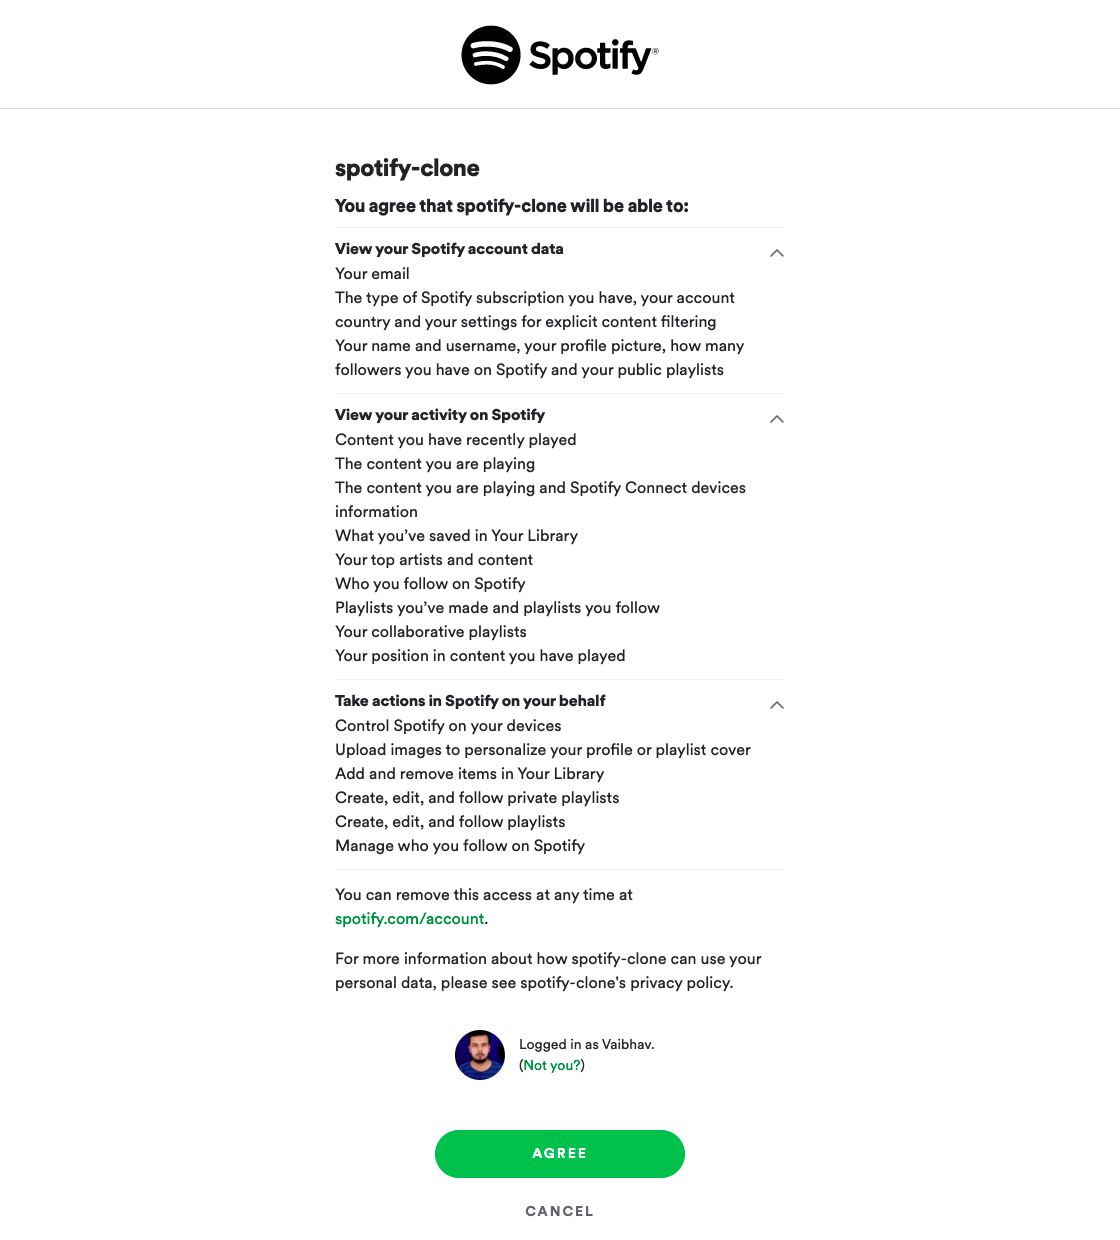 Spotify®
spotify-clone
You agree that spotify-clone will be able to:
View your Spotify account data
Your email
The type of Spotify subscription you have, your account
country and your settings for explicit content filtering
Your name and username, your profile picture, how many
followers you have on Spotify and your public playlists
View your activity on Spotify
Content you have recently played
The content you are playing
The content you are playing and Spotify Connect devices
information
What you’ve saved in Your Library
Your top artists and content
Who you follow on Spotify
Playlists you’ve made and playlists you follow
Your collaborative playlists
Your position in content you have played
Take actions in Spotify on your behalf
Control Spotify on your devices
Upload images to personalize your profile or playlist cover
Add and remove items in Your Library
Create, edit, and follow private playlists
Create, edit, and follow playlists
Manage who you follow on Spotify
You can remove this access at any time at
spotify.com/account.
For more information about how spotify-clone can use your
personal data, please see spotify-clone's privacy policy.
Logged in as Vaibhav.
(Not you?)
AGREE
CANCEL